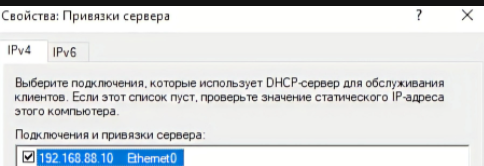 Свойства: Привязки сервера ? ×
IPv4 IPv6
Выберите подключения, которые использует DHCP-сервер для обслуживания
клиентов. Если этот список пуст, проверьте значение статического IP-адреса
этого компьютера.
Подключения и привязки сервера:
192.168.88.10 Ethernet0